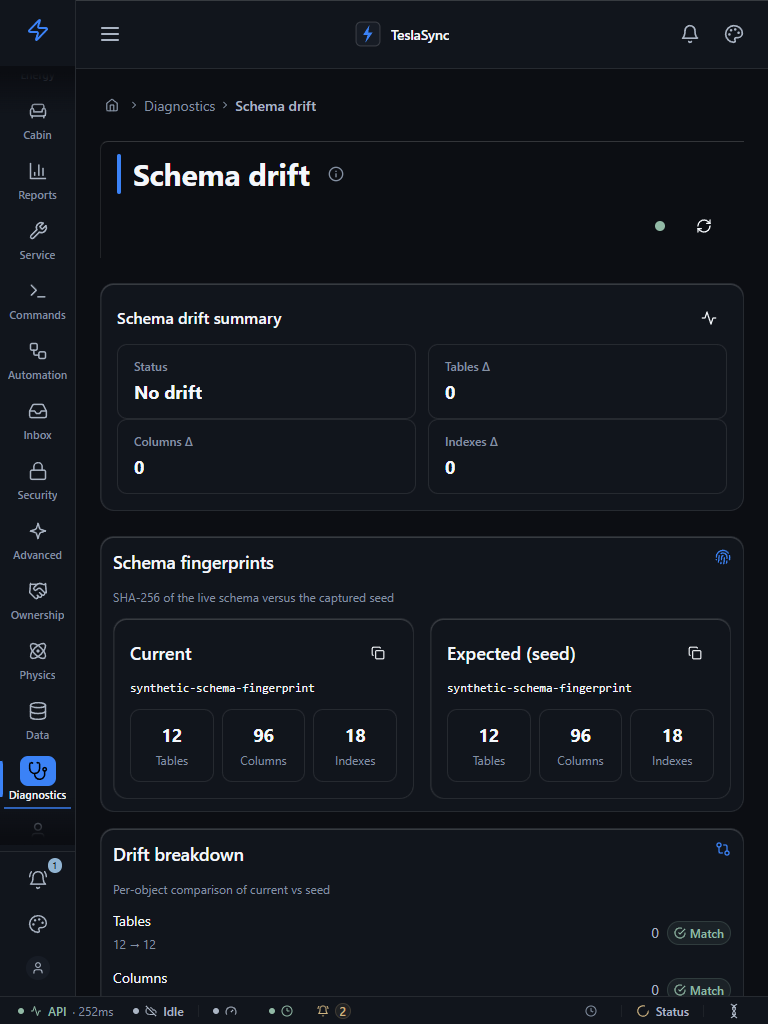 TeslaSync
Energy
Cabin
Reports
Service
Commands
Automation
Inbox
Security
Advanced
Ownership
Physics
Data
Diagnostics
1
Diagnostics > Schema drift
Schema drift
Schema drift summary
Status
No drift
Tables Δ
0
Columns Δ
0
Indexes Δ
0
Schema fingerprints
SHA-256 of the live schema versus the captured seed
Current
synthetic-schema-fingerprint
12
Tables
96
Columns
18
Indexes
Expected (seed)
synthetic-schema-fingerprint
12
Tables
96
Columns
18
Indexes
Drift breakdown
Per-object comparison of current vs seed
Tables
12 → 12
0 Match
Columns
0 Match
API · 252ms Idle 2 Status